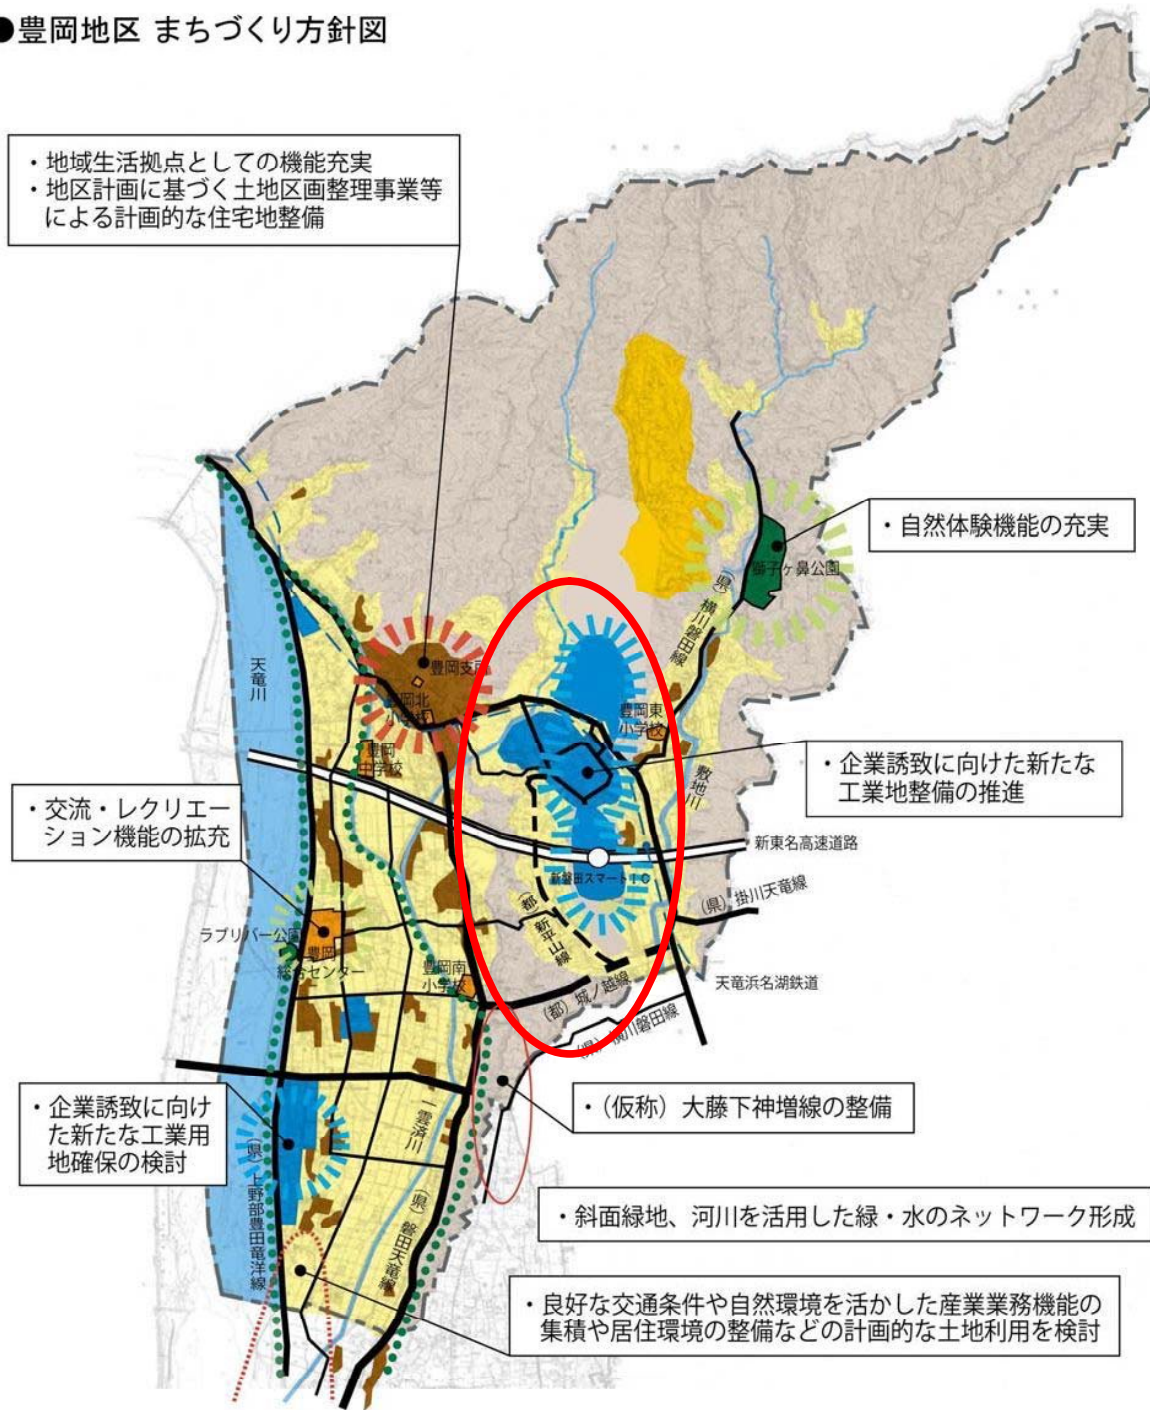 ●豊岡地区 まちづくり方針図
・地域生活拠点としての機能充実
・地区計画に基づく土地区画整理事業等
による計画的な住宅地整備
・自然体験機能の充実
獅子ヶ鼻公園
(県)横川磐田線
天竜川
豊岡支所
豊岡北
小学校
豊岡東
小学校
豊岡
中学校
敷地川
・企業誘致に向けた新たな
工業地整備の推進
・交流・レクリエー
ション機能の拡充
新東名高速道路
新磐田スマートIC
(県)掛川天竜線
(都)新平山線
ラブリバー公園
豊岡
総合センター
豊岡南
小学校
天竜浜名湖鉄道
(都)城ノ越線
(県)横川磐田線
・企業誘致に向け
た新たな工業用
地確保の検討
・(仮称)大藤下神増線の整備
一雲済川
(県)上野部豊田竜洋線
(県)磐田天竜線
・斜面緑地、河川を活用した緑・水のネットワーク形成
・良好な交通条件や自然環境を活かした産業業務機能の
集積や居住環境の整備などの計画的な土地利用を検討